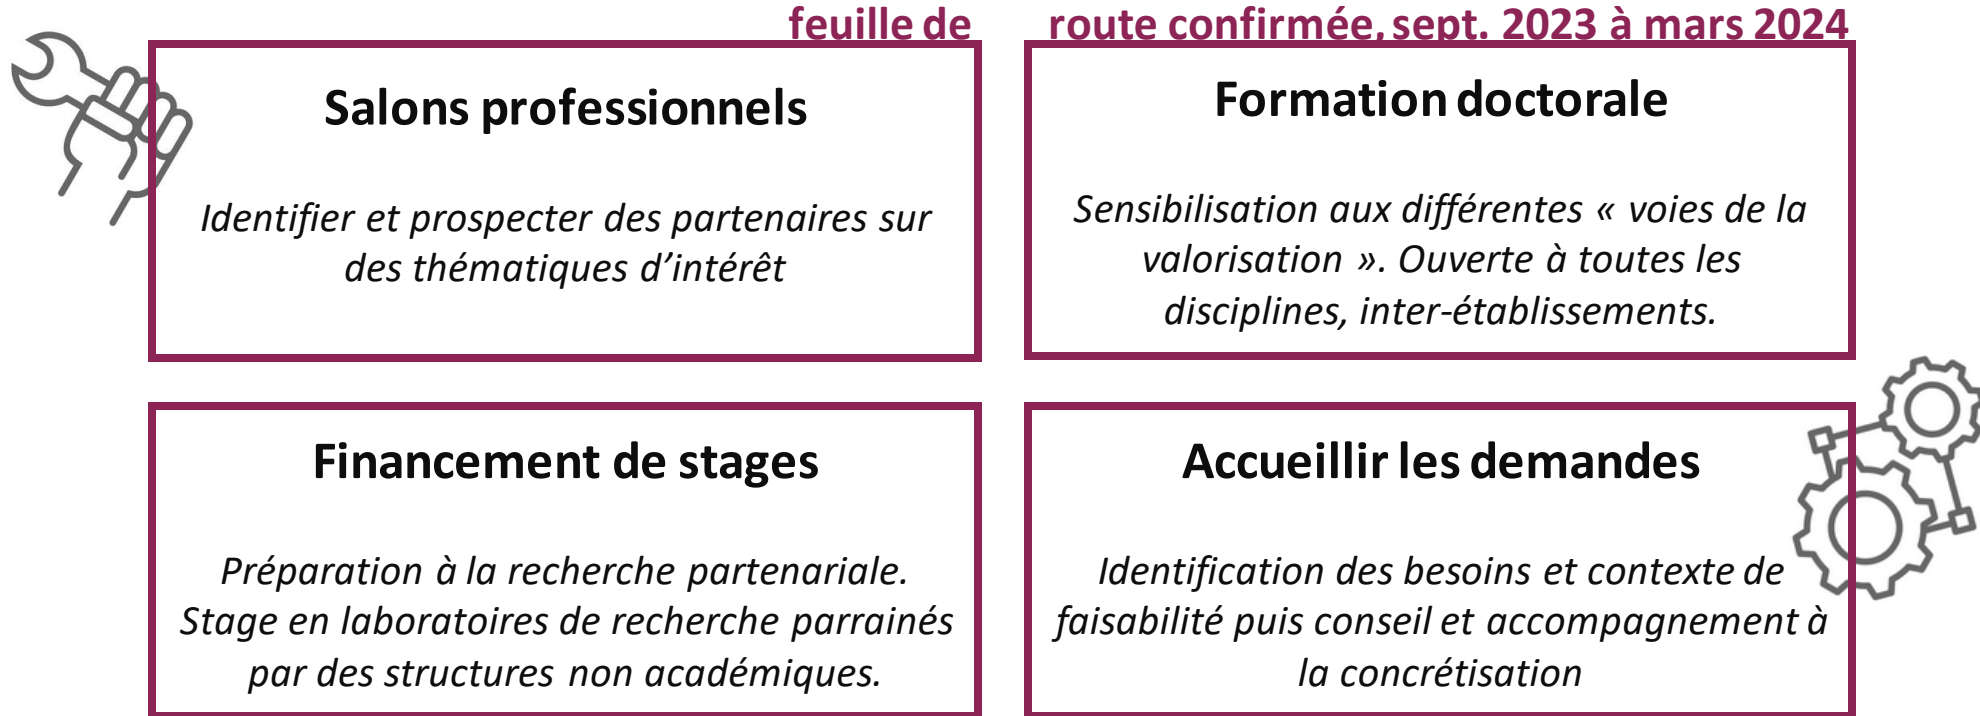 feuille de route confirmée, sept. 2023 à mars 2024
Salons professionnels
Identifier et prospecter des partenaires sur
des thématiques d’intérêt
Formation doctorale
Sensibilisation aux différentes « voies de la
valorisation ». Ouverte à toutes les
disciplines, inter-établissements.
Financement de stages
Préparation à la recherche partenariale.
Stage en laboratoires de recherche parrainés
par des structures non académiques.
Accueillir les demandes
Identification des besoins et contexte de
faisabilité puis conseil et accompagnement à
la concrétisation